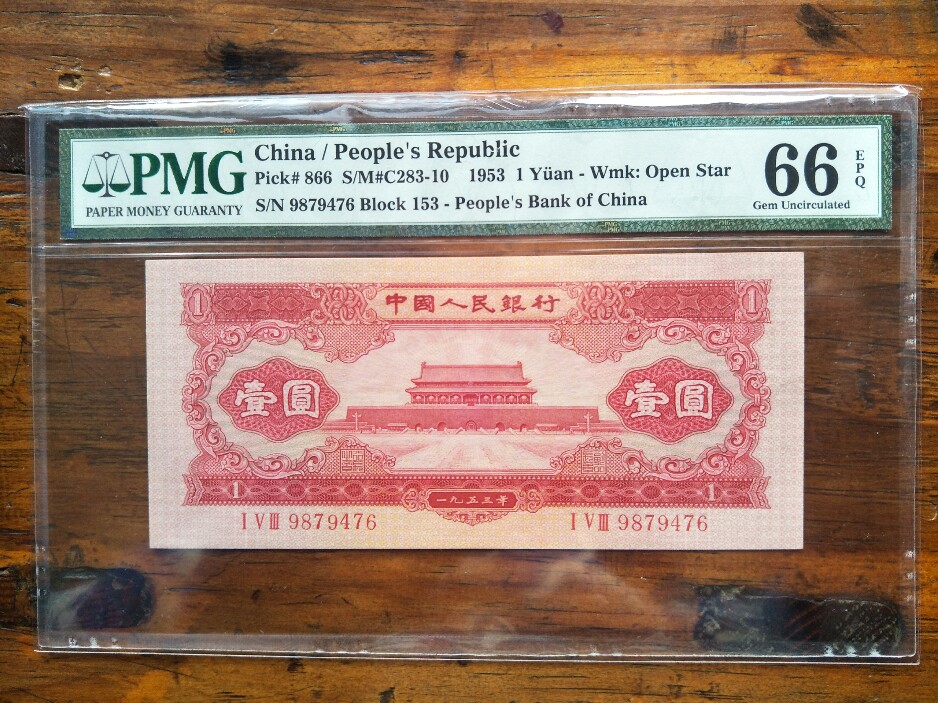 PMG
PAPER MONEY GUARANTY
China / People's Republic
Pick# 866 S/M#C283-10 1953 1 Yüan - Wmk: Open Star
S/N 9879476 Block 153 - People's Bank of China
66 EPQ
Gem Uncirculated
1 中國人民銀行 1
壹圓 壹圓
1 一九五三年 1
I V III 9879476 I V III 9879476